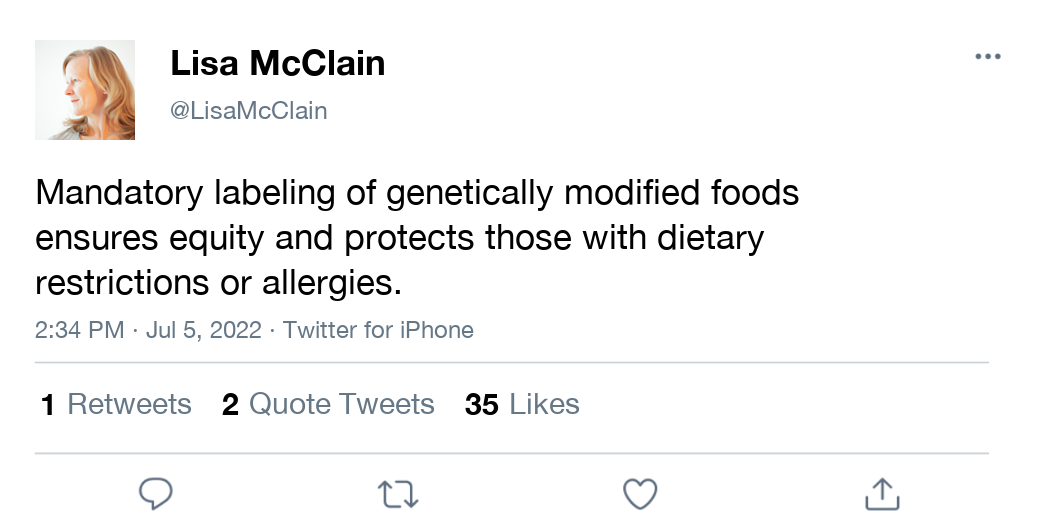 Lisa McClain
@LisaMcClain
Mandatory labeling of genetically modified foods
ensures equity and protects those with dietary
restrictions or allergies.
2:34 PM · Jul 5, 2022 · Twitter for iPhone
1 Retweets 2 Quote Tweets 35 Likes